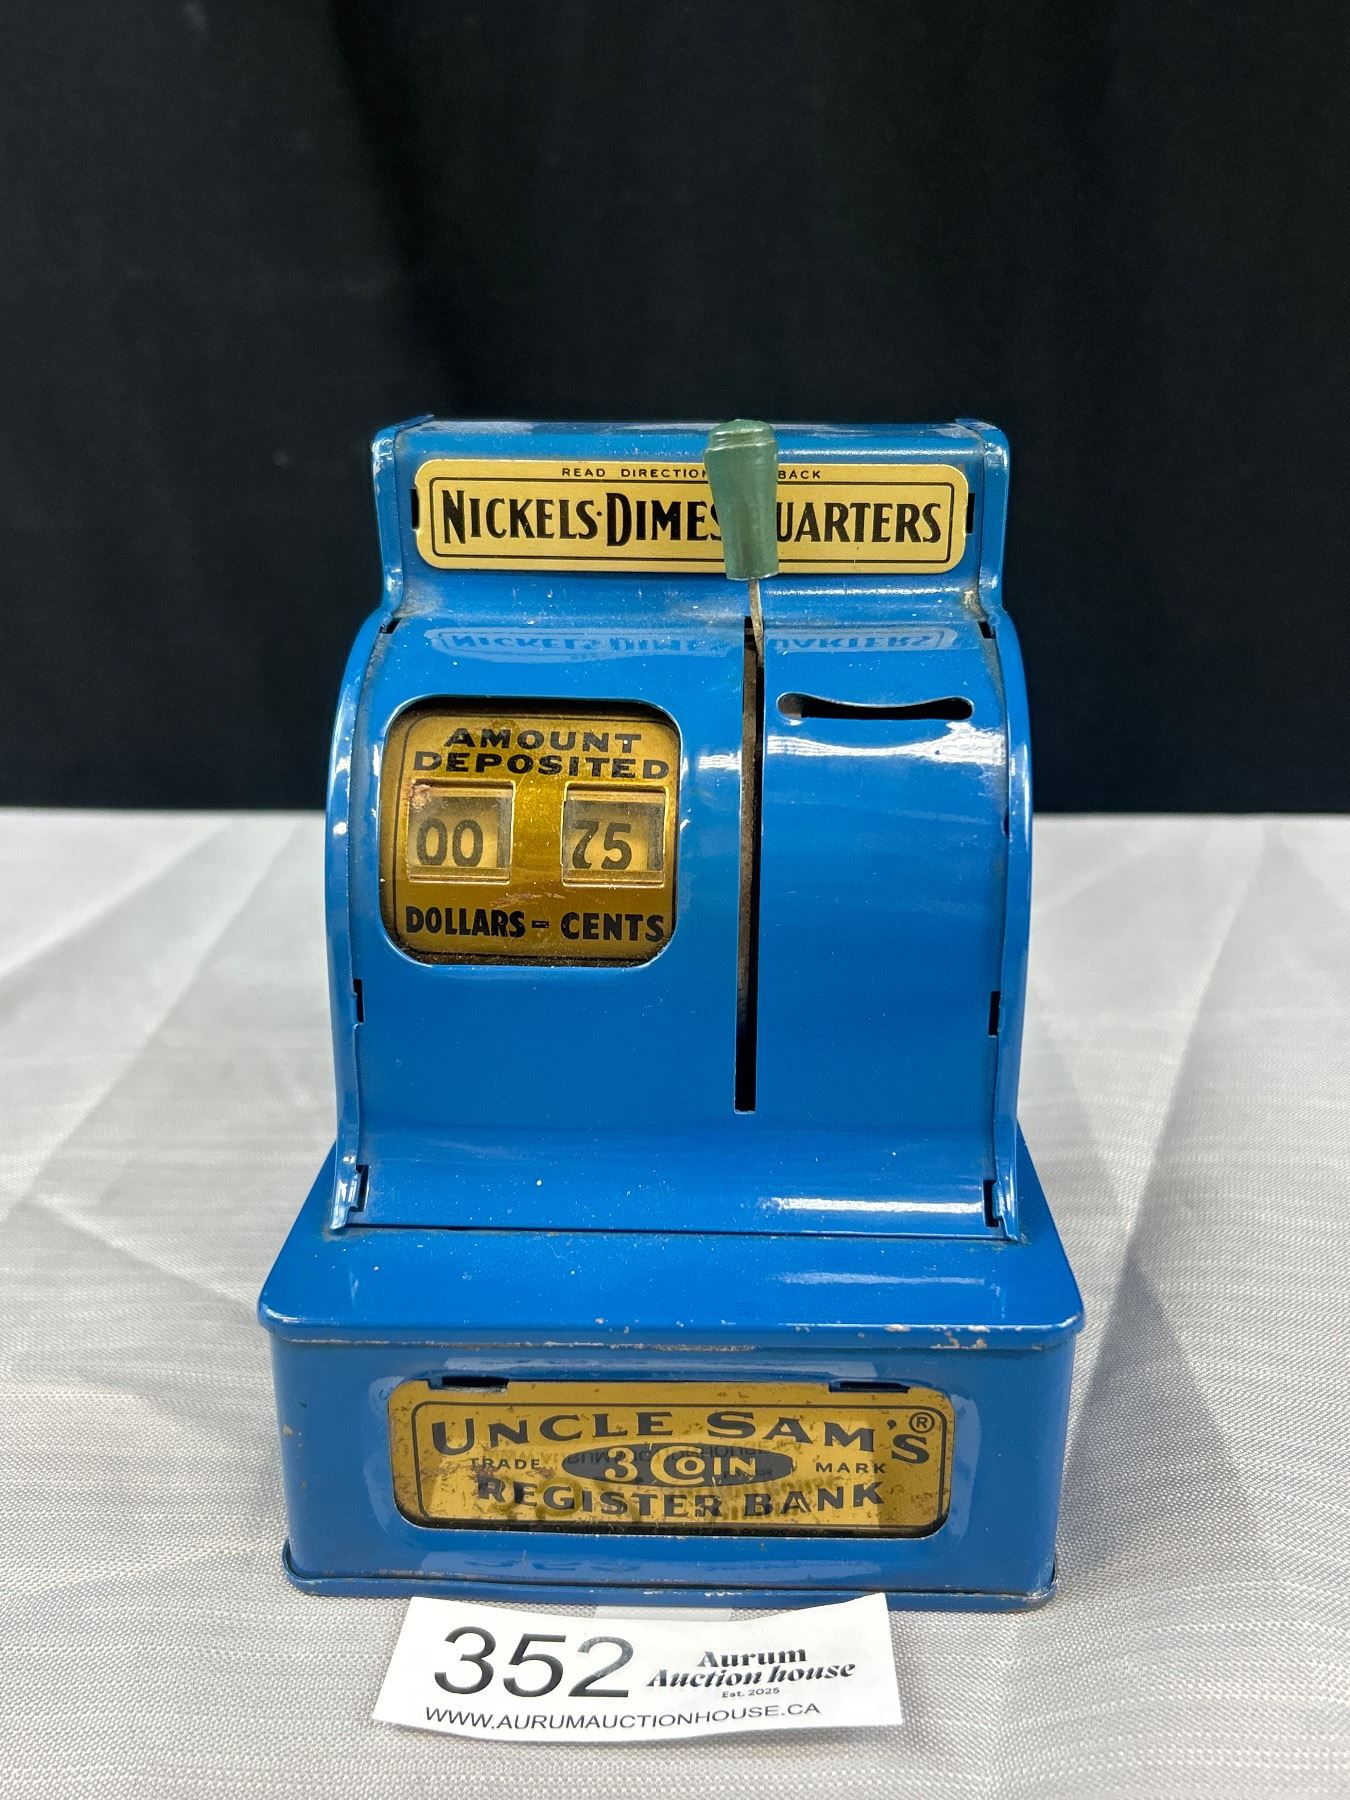 READ DIRECTION BACK
NICKELS·DIMES UARTERS
AMOUNT
DEPOSITED
00 75
DOLLARS - CENTS
UNCLE SAM'S®
TRADE 3 COIN MARK
REGISTER BANK
352 Aurum
Auction house
Est. 2025
WWW.AURUMAUCTIONHOUSE.CA